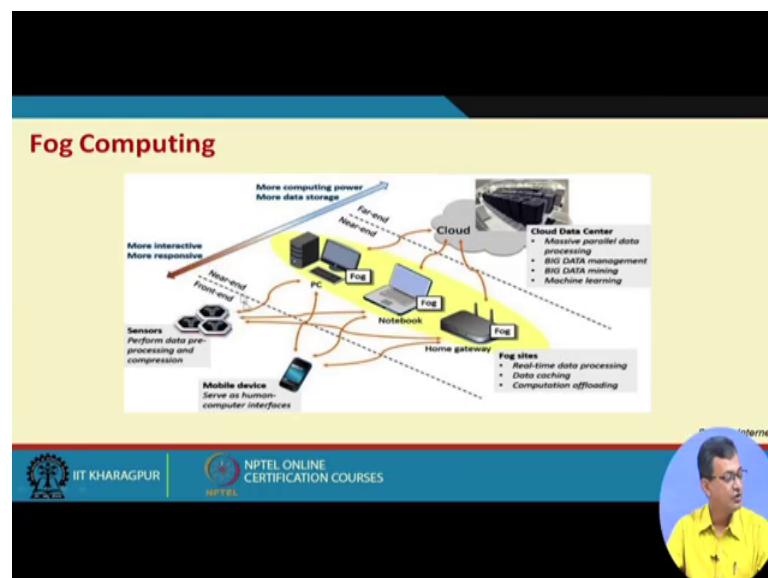 Fog Computing
More computing power
More data storage
Far-end
Near-end
Cloud
Cloud Data Center
• Massive parallel data
processing
• BIG DATA management
• BIG DATA mining
• Machine learning
More interactive
More responsive
Near-end
Front-end
Fog
PC
Fog
Notebook
Fog
Home gateway
Sensors
Perform data pre-
processing and
compression
Mobile device
Serve as human-
computer interfaces
Fog sites
• Real-time data processing
• Data caching
• Computation offloading
IIT KHARAGPUR
NPTEL
NPTEL ONLINE
CERTIFICATION COURSES